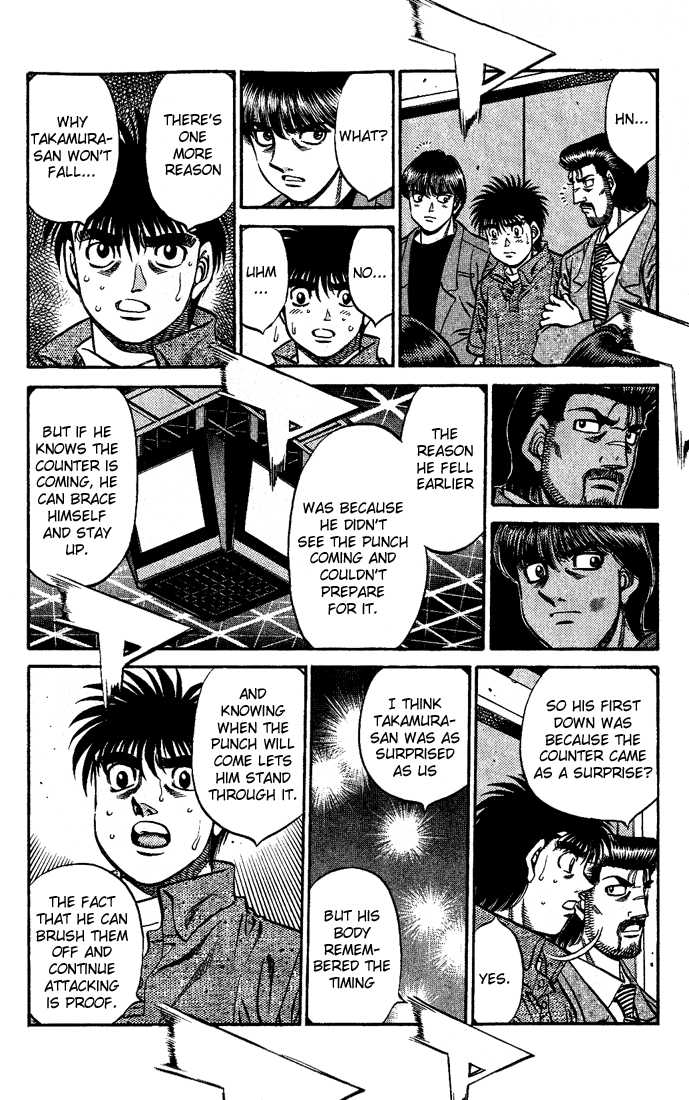 HN...
WHAT?
NO...
UHM
...
THERE'S
ONE
MORE
REASON
WHY
TAKAMURA-
SAN WON'T
FALL...
THE
REASON
HE FELL
EARLIER
WAS BECAUSE
HE DIDN'T
SEE THE PUNCH
COMING AND
COULDN'T
PREPARE
FOR IT.
BUT IF HE
KNOWS THE
COUNTER IS
COMING, HE
CAN BRACE
HIMSELF
AND STAY
UP.
SO HIS FIRST
DOWN WAS
BECAUSE THE
COUNTER CAME
AS A SURPRISE?
YES.
I THINK
TAKAMURA-
SAN WAS AS
SURPRISED
AS US
BUT HIS
BODY
REMEM-
BERED THE
TIMING
AND
KNOWING
WHEN THE
PUNCH WILL
COME LETS
HIM STAND
THROUGH IT.
THE FACT
THAT HE CAN
BRUSH THEM
OFF AND
CONTINUE
ATTACKING
IS PROOF.